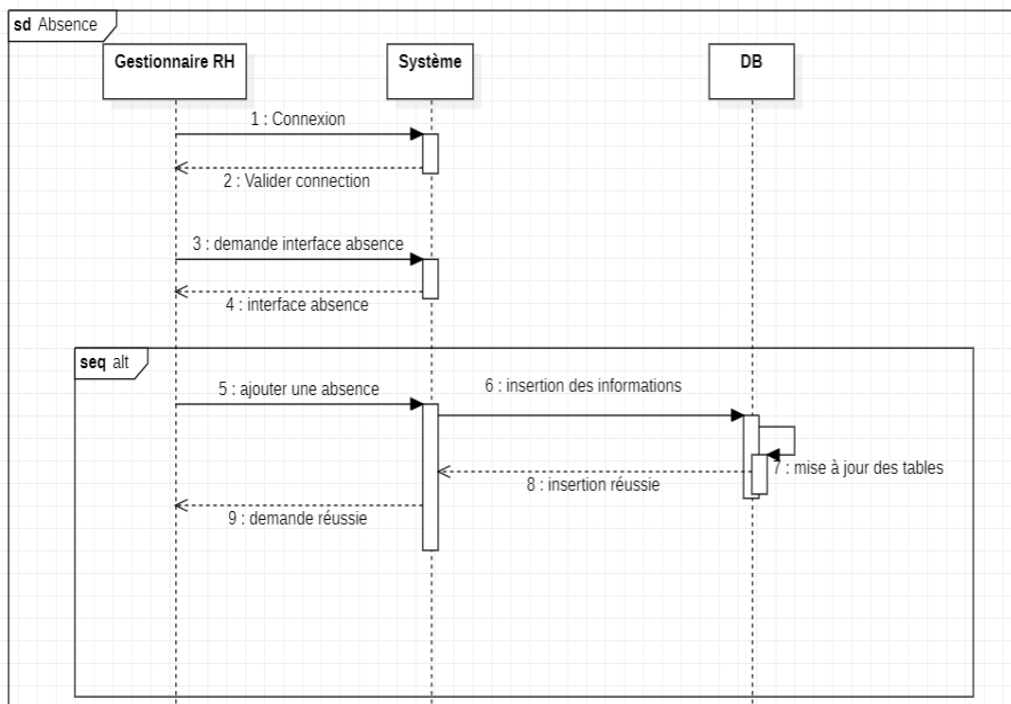 sd Absence
Gestionnaire RH
Système
DB
1 : Connexion
2 : Valider connection
3 : demande interface absence
4 : interface absence
seq alt
5 : ajouter une absence
6 : insertion des informations
7 : mise à jour des tables
8 : insertion réussie
9 : demande réussie